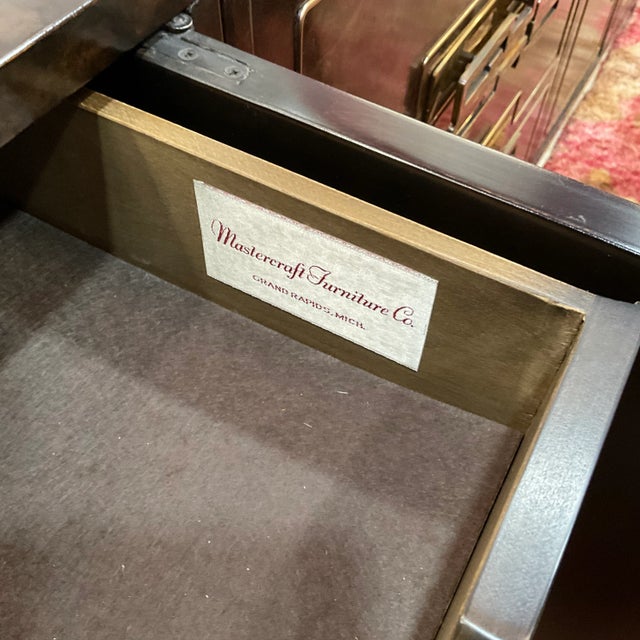 Mastercraft Furniture Co.
GRAND RAPIDS, MICH.